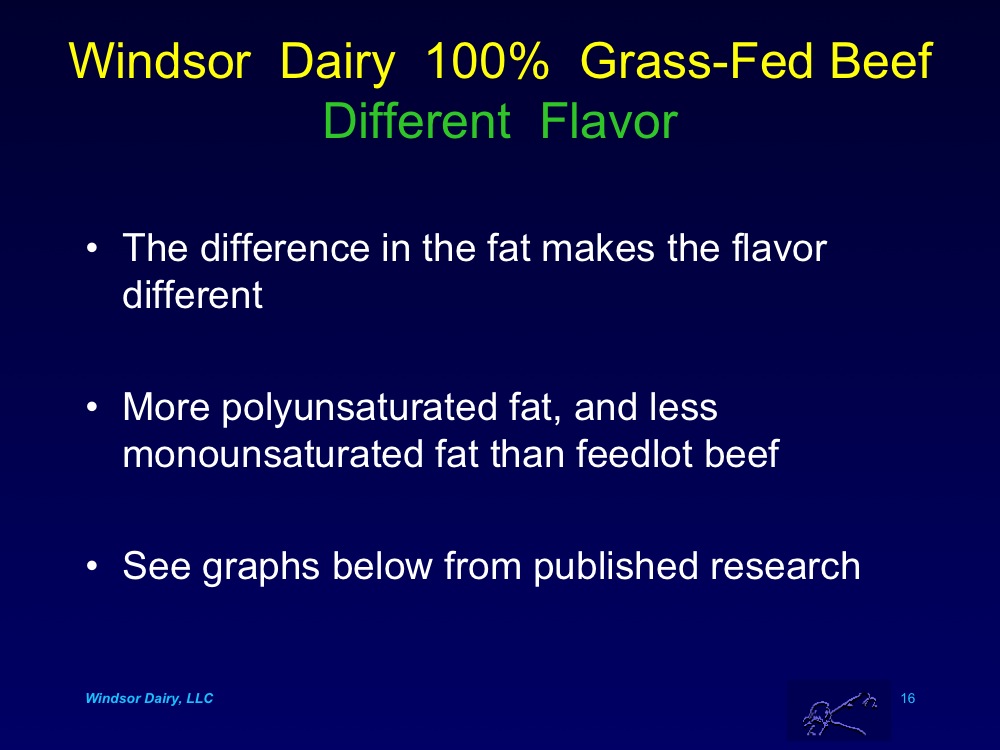 Windsor Dairy 100% Grass-Fed Beef
Different Flavor
• The difference in the fat makes the flavor
different
• More polyunsaturated fat, and less
monounsaturated fat than feedlot beef
• See graphs below from published research
Windsor Dairy, LLC
16